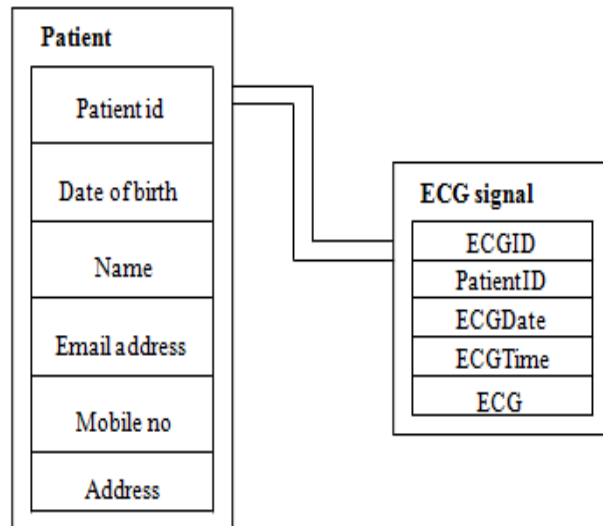 Patient
Patient id
Date of birth
Name
Email address
Mobile no
Address
ECG signal
ECGID
PatientID
ECGDate
ECGTime
ECG